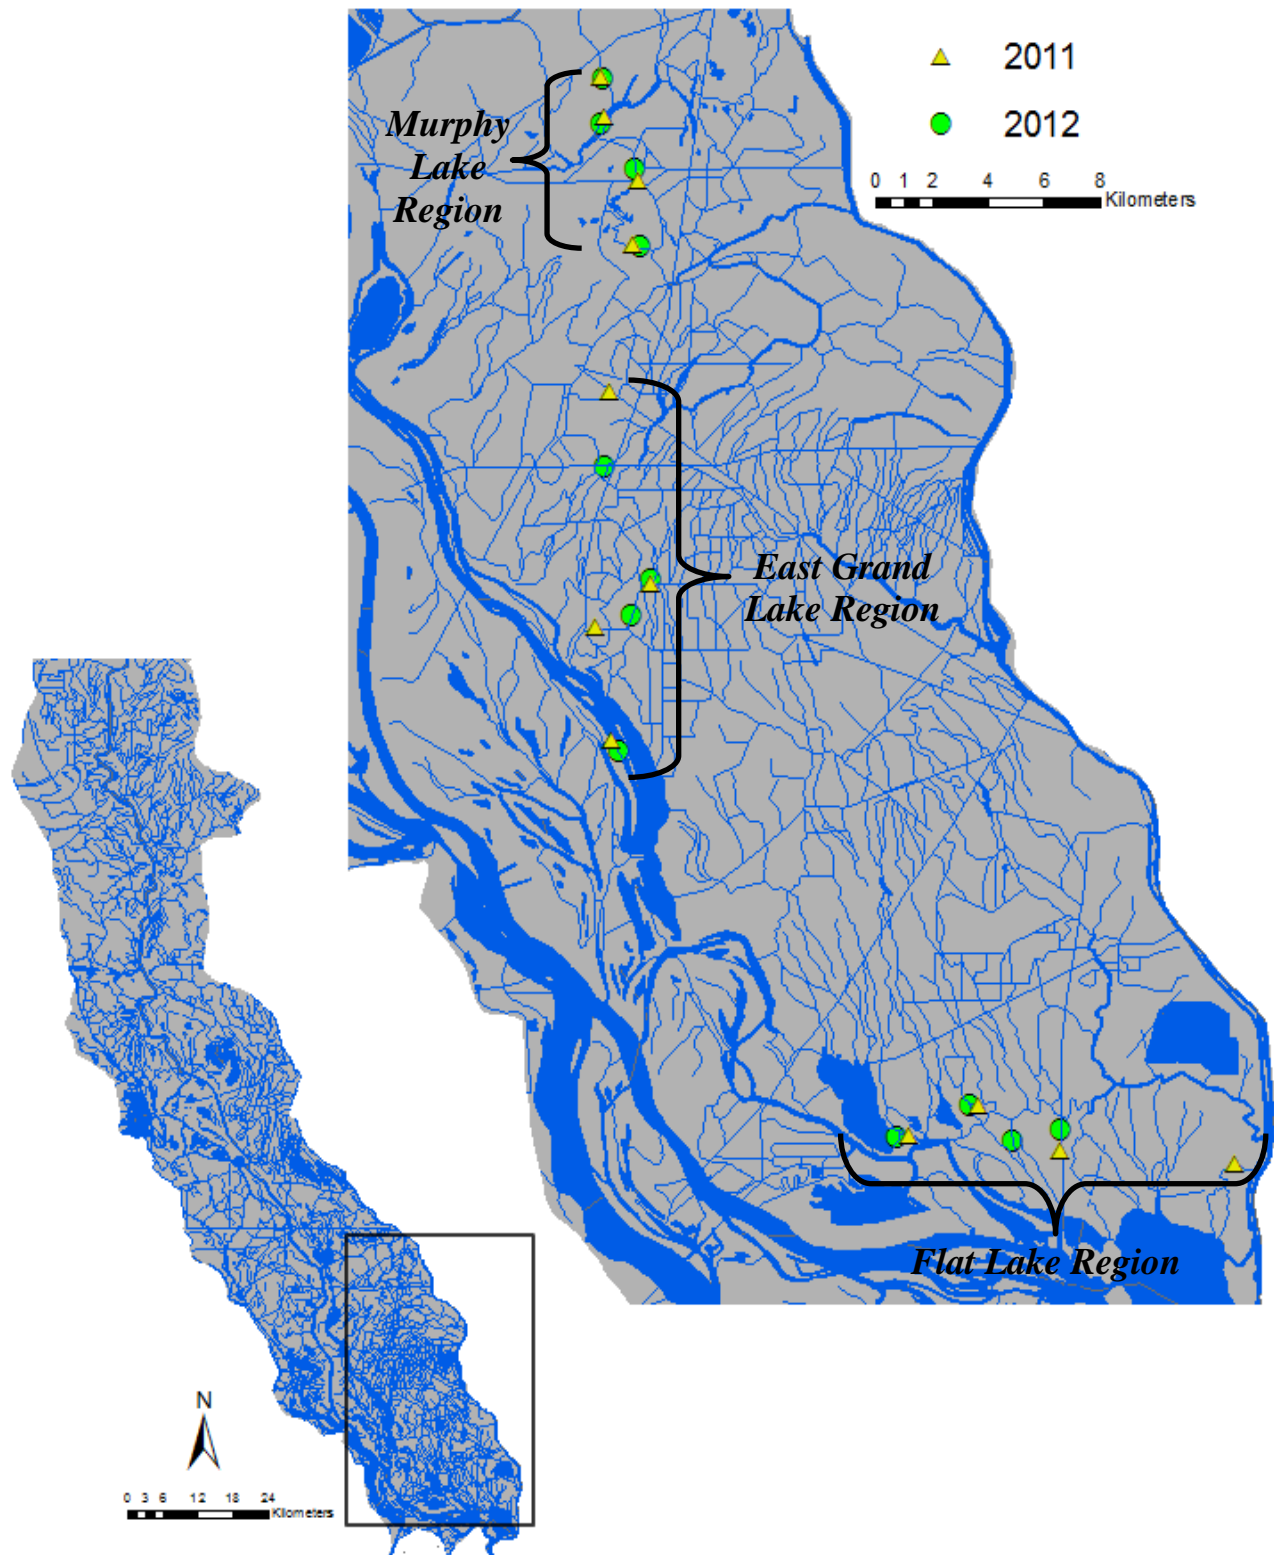 2011
2012
0 1 2 4 6 8
Kilometers
Murphy
Lake
Region
East Grand
Lake Region
Flat Lake Region
N
0 3 6 12 18 24
Kilometers